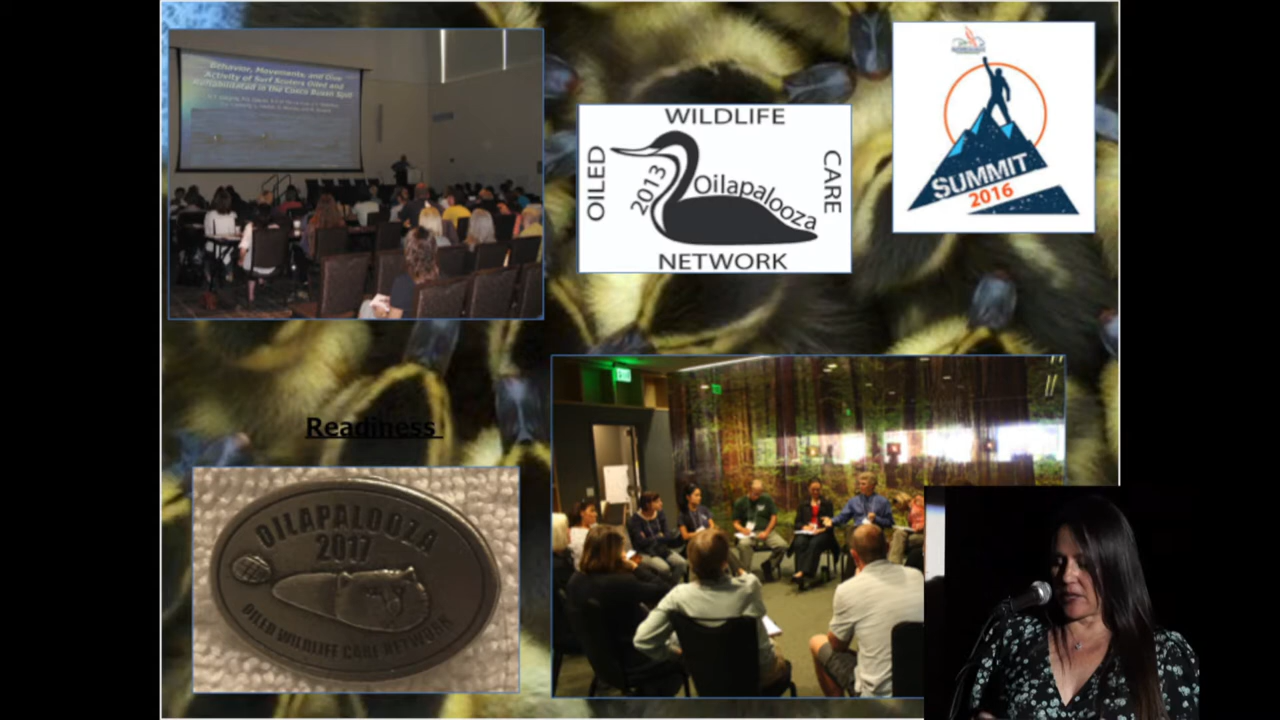 Behavior, Movements, and Dive
Activity of Surf Scoters Oiled and
Rehabilitated in the Cosco Busan Spill
WILDLIFE
OILED
2013
Oilapalooza
CARE
NETWORK
SUMMIT
2016
EXIT
Readiness
OILAPALOOZA
2017
OILED WILDLIFE CARE NETWORK